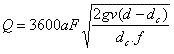 Q = 3600aF√(2gv(d - d_c) / d_c . f)